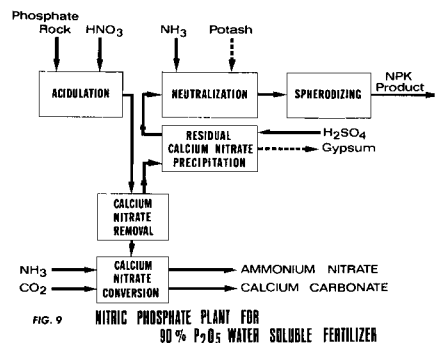 Phosphate
Rock
HNO3
NH3
Potash
ACIDULATION
NEUTRALIZATION
SPHERODIZING
NPK
Product
RESIDUAL
CALCIUM NITRATE
PRECIPITATION
H2SO4
Gypsum
CALCIUM
NITRATE
REMOVAL
NH3
CO2
CALCIUM
NITRATE
CONVERSION
AMMONIUM NITRATE
CALCIUM CARBONATE
FIG. 9 NITRIC PHOSPHATE PLANT FOR
90% P2O5 WATER SOLUBLE FERTILIZER